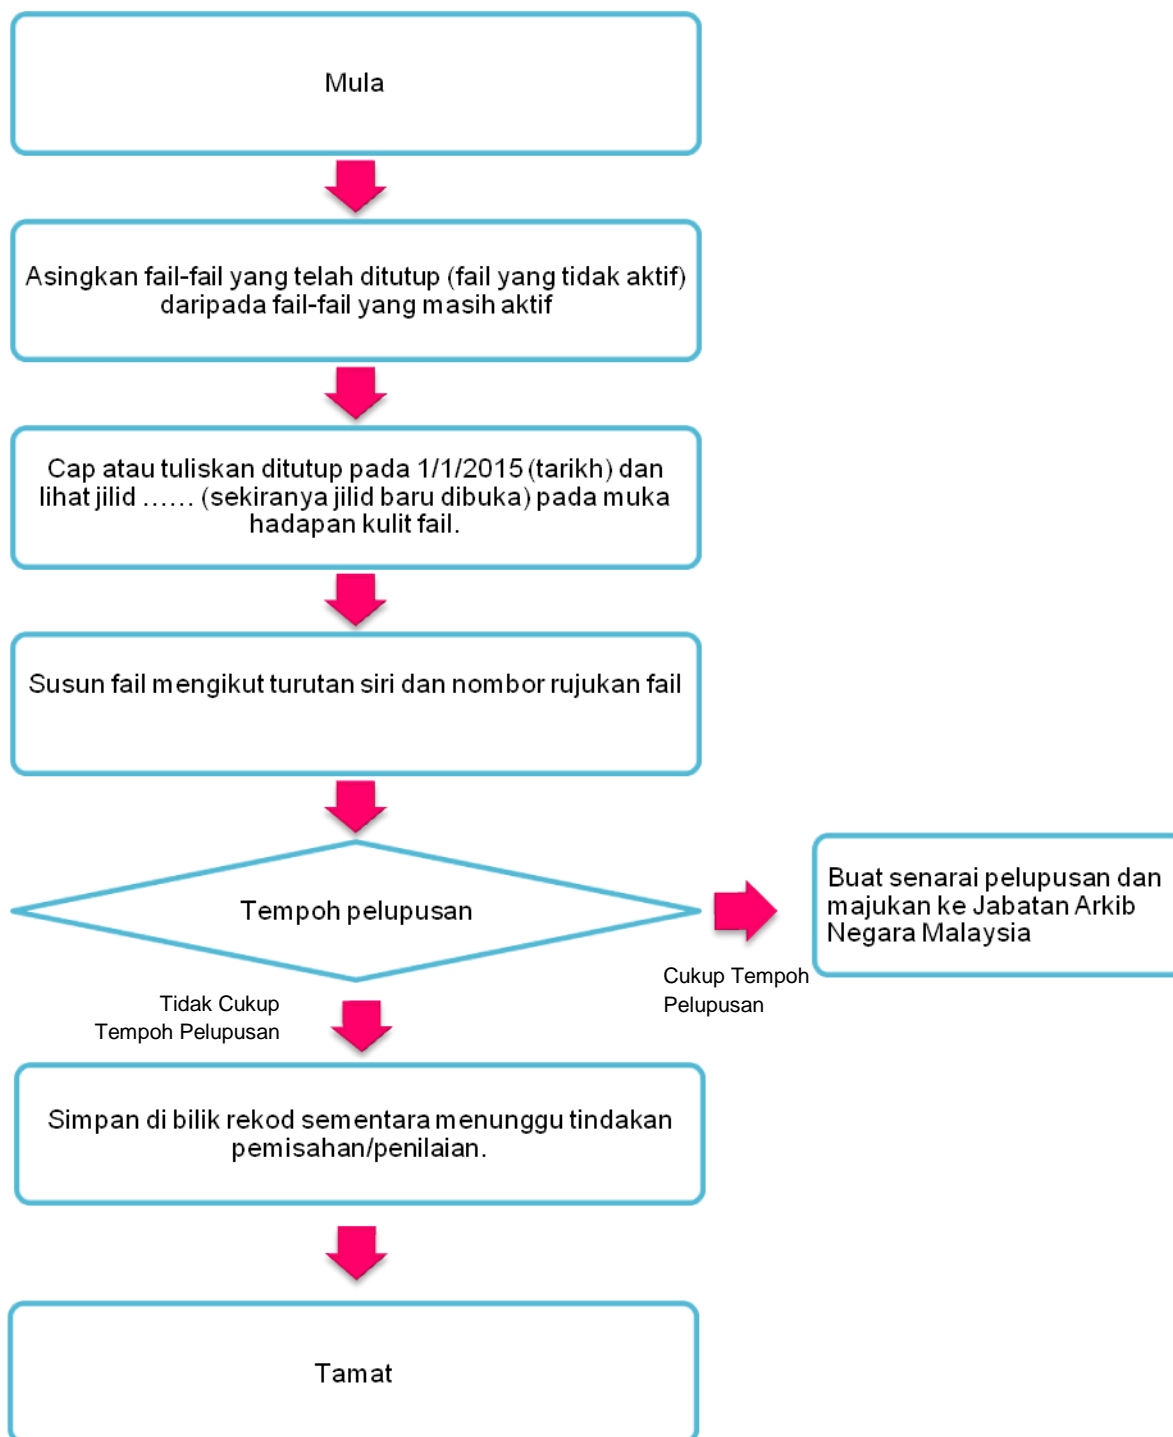 Mula
Asingkan fail-fail yang telah ditutup (fail yang tidak aktif)
daripada fail-fail yang masih aktif
Cap atau tuliskan ditutup pada 1/1/2015 (tarikh) dan
lihat jilid …… (sekiranya jilid baru dibuka) pada muka
hadapan kulit fail.
Susun fail mengikut turutan siri dan nombor rujukan fail
Tempoh pelupusan
Buat senarai pelupusan dan
majukan ke Jabatan Arkib
Negara Malaysia
Cukup Tempoh
Pelupusan
Tidak Cukup
Tempoh Pelupusan
Simpan di bilik rekod sementara menunggu tindakan
pemisahan/penilaian.
Tamat